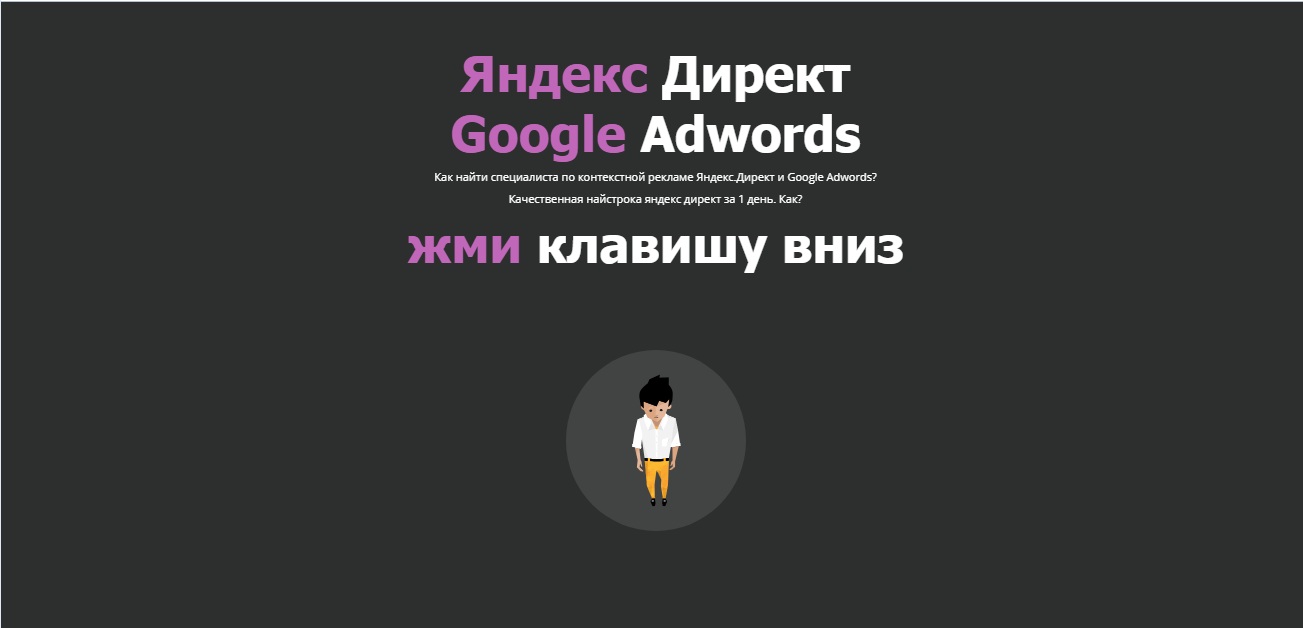 Яндекс Директ
Google Adwords
Как найти специалиста по контекстной рекламе Яндекс.Директ и Google Adwords?
Качественная найстрока яндекс директ за 1 день. Как?
жми клавишу вниз